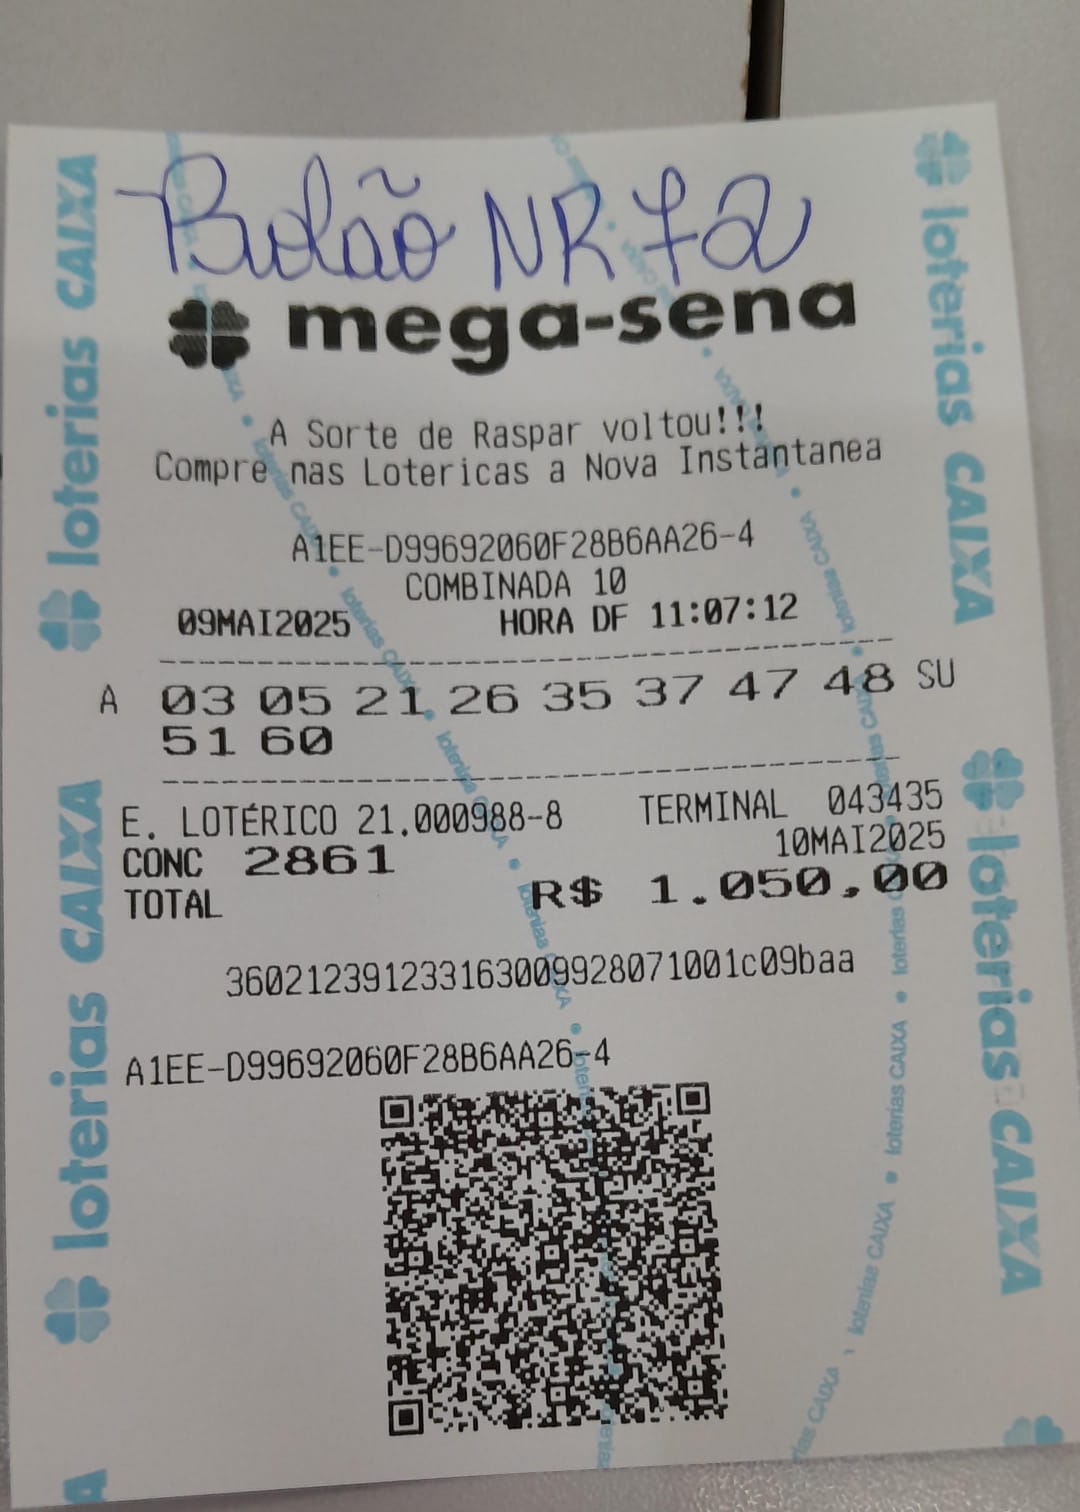 Bolão NR 72
mega-sena
A Sorte de Raspar voltou!!!
Compre nas Lotericas a Nova Instantanea
A1EE-D99692060F28B6AA26-4
COMBINADA 10
09MAI2025 HORA DF 11:07:12
A 03 05 21 26 35 37 47 48 SU
51 60
E. LOTÉRICO 21.000988-8 TERMINAL 043435
10MAI2025
CONC 2861
TOTAL R$ 1.050,00
360212391233163009928071001c09baa
A1EE-D99692060F28B6AA26-4
loterias CAIXA
loterias CAIXA
loterias CAIXA
loterias CAIXA